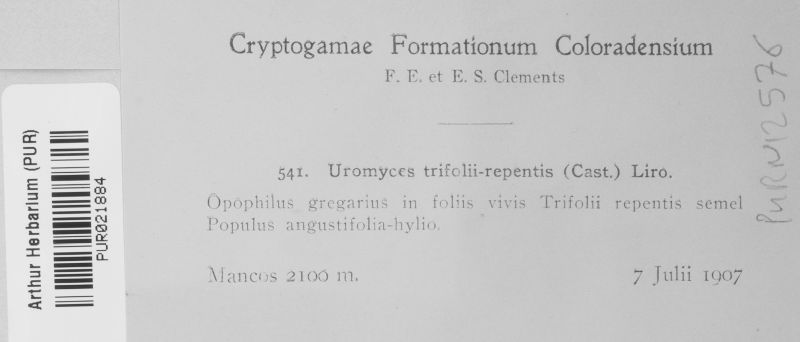 Cryptogamae Formationum Coloradensium
F. E. et E. S. Clements
541. Uromyces trifolii-repentis (Cast.) Liro.
Opophilus gregarius in foliis vivis Trifolii repentis semel
Populus angustifolia-hylio.
Mancos 2100 m. 7 Julii 1907
Arthur Herbarium (PUR)
PUR021884
PURN12576